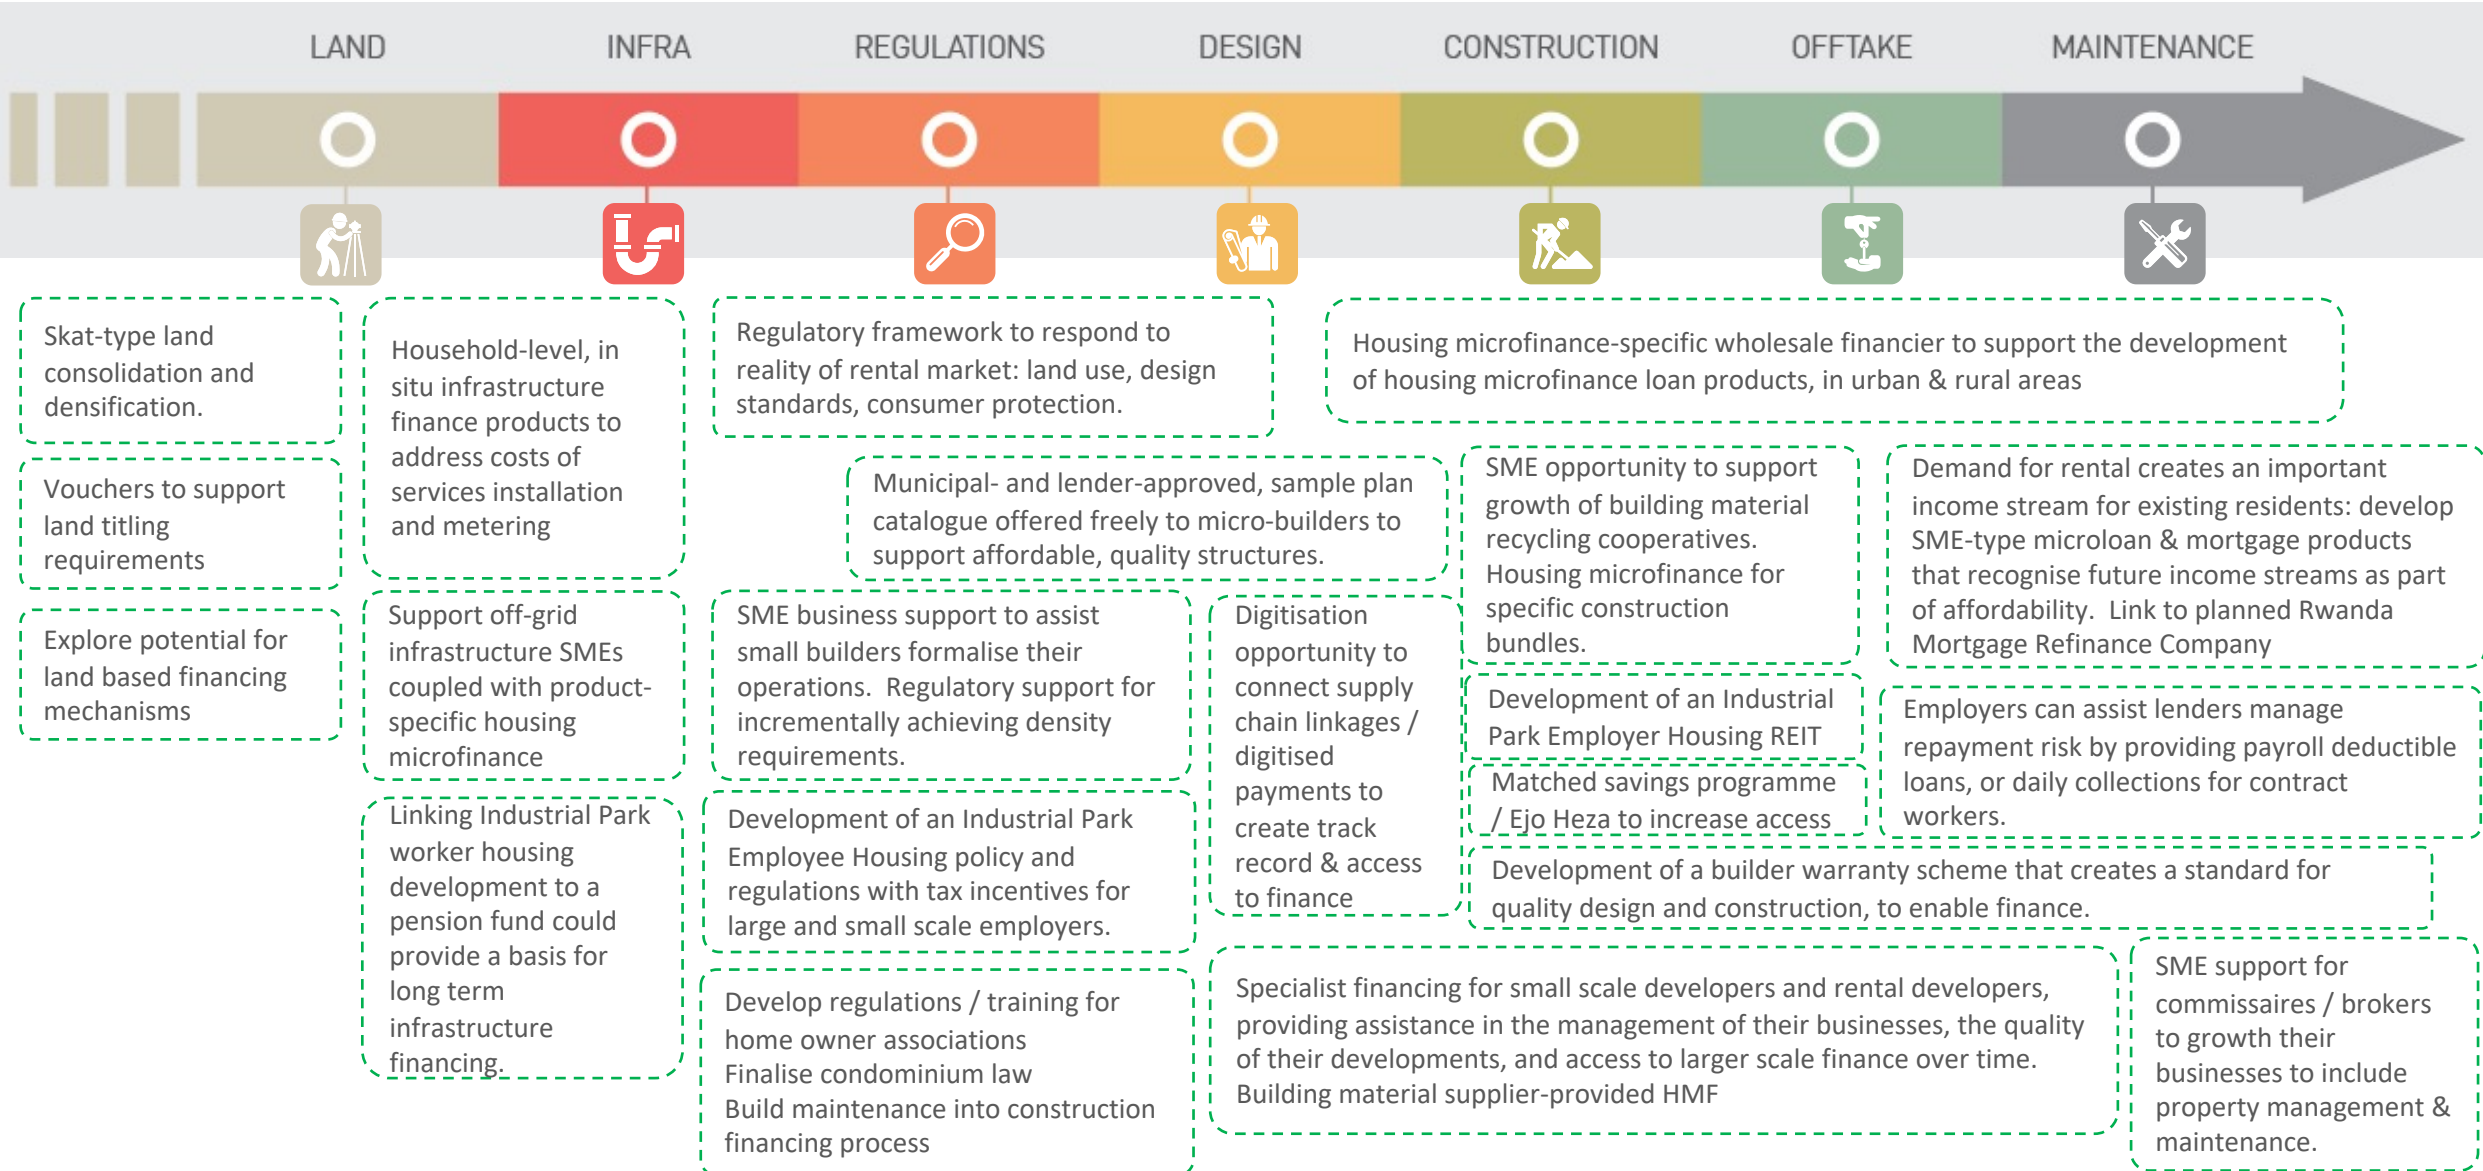 LAND
INFRA
REGULATIONS
DESIGN
CONSTRUCTION
OFFTAKE
MAINTENANCE
Skat-type land
consolidation and
densification.
Vouchers to support
land titling
requirements
Explore potential for
land based financing
mechanisms
Household-level, in
situ infrastructure
finance products to
address costs of
services installation
and metering
Support off-grid
infrastructure SMEs
coupled with product-
specific housing
microfinance
Linking Industrial Park
worker housing
development to a
pension fund could
provide a basis for
long term
infrastructure
financing.
Regulatory framework to respond to
reality of rental market: land use, design
standards, consumer protection.
Municipal- and lender-approved, sample plan
catalogue offered freely to micro-builders to
support affordable, quality structures.
SME business support to assist
small builders formalise their
operations.  Regulatory support for
incrementally achieving density
requirements.
Development of an Industrial Park
Employee Housing policy and
regulations with tax incentives for
large and small scale employers.
Develop regulations / training for
home owner associations
Finalise condominium law
Build maintenance into construction
financing process
Digitisation
opportunity to
connect supply
chain linkages /
digitised
payments to
create track
record & access
to finance
Housing microfinance-specific wholesale financier to support the development
of housing microfinance loan products, in urban & rural areas
SME opportunity to support
growth of building material
recycling cooperatives.
Housing microfinance for
specific construction
bundles.
Development of an Industrial
Park Employer Housing REIT
Matched savings programme
/ Ejo Heza to increase access
Demand for rental creates an important
income stream for existing residents: develop
SME-type microloan & mortgage products
that recognise future income streams as part
of affordability.  Link to planned Rwanda
Mortgage Refinance Company
Employers can assist lenders manage
repayment risk by providing payroll deductible
loans, or daily collections for contract
workers.
Development of a builder warranty scheme that creates a standard for
quality design and construction, to enable finance.
Specialist financing for small scale developers and rental developers,
providing assistance in the management of their businesses, the quality
of their developments, and access to larger scale finance over time.
Building material supplier-provided HMF
SME support for
commissaires / brokers
to growth their
businesses to include
property management &
maintenance.